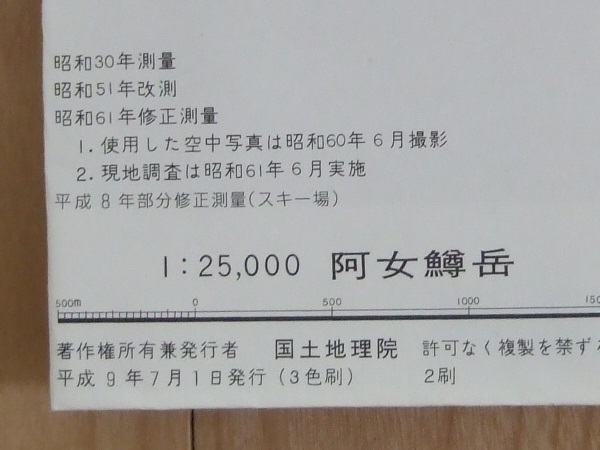 昭和30年測量
昭和51年改測
昭和61年修正測量
1. 使用した空中写真は昭和60年6月撮影
2. 現地調査は昭和61年6月実施
平成8年部分修正測量(スキー場)
1:25,000 阿女鱒岳
500m 0 500 1000
著作権所有兼発行者 国土地理院 許可なく複製を禁ず
平成9年7月1日発行(3色刷) 2刷